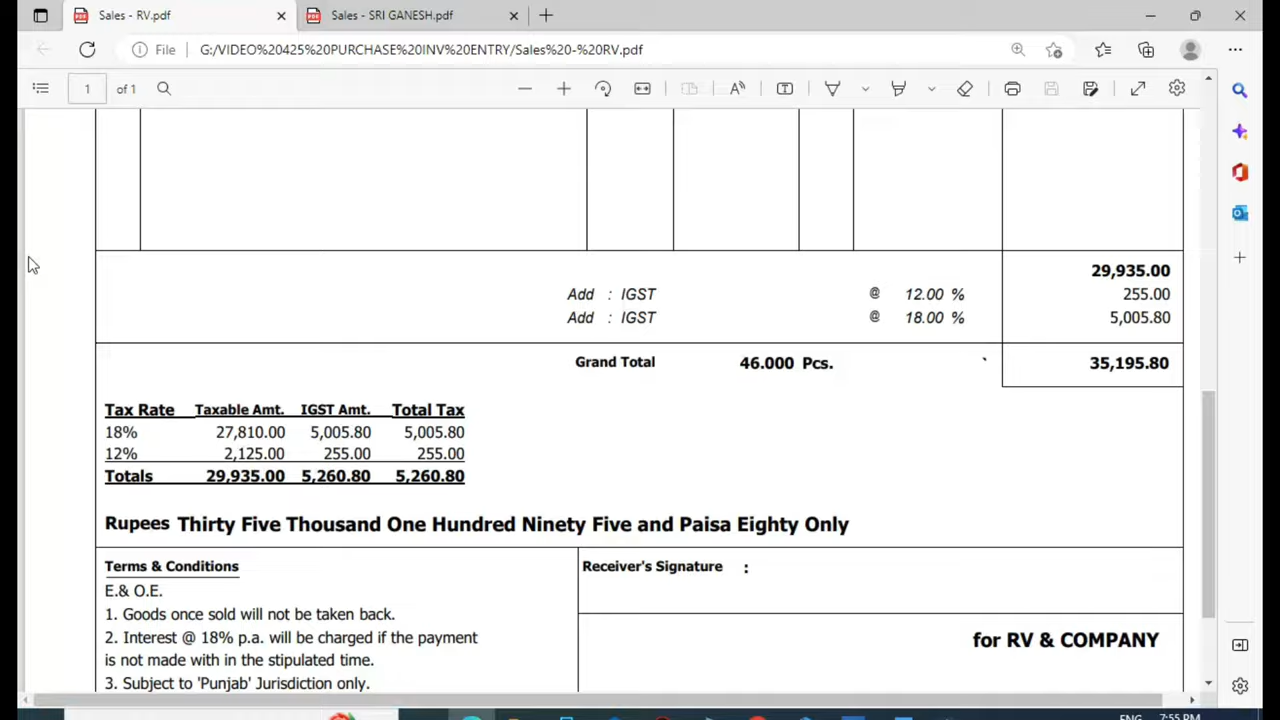 Sales - RV.pdf
Sales - SRI GANESH.pdf
File G:/VIDEO%20425%20PURCHASE%20INV%20ENTRY/Sales%20-%20RV.pdf
1 of 1
29,935.00
Add : IGST @ 12.00 % 255.00
Add : IGST @ 18.00 % 5,005.80
Grand Total 46.000 Pcs. ` 35,195.80
Tax Rate Taxable Amt. IGST Amt. Total Tax
18% 27,810.00 5,005.80 5,005.80
12% 2,125.00 255.00 255.00
Totals 29,935.00 5,260.80 5,260.80
Rupees Thirty Five Thousand One Hundred Ninety Five and Paisa Eighty Only
Terms & Conditions
E.& O.E.
1. Goods once sold will not be taken back.
2. Interest @ 18% p.a. will be charged if the payment
is not made with in the stipulated time.
3. Subject to 'Punjab' Jurisdiction only.
Receiver's Signature :
for RV & COMPANY
ENG 7:55 PM